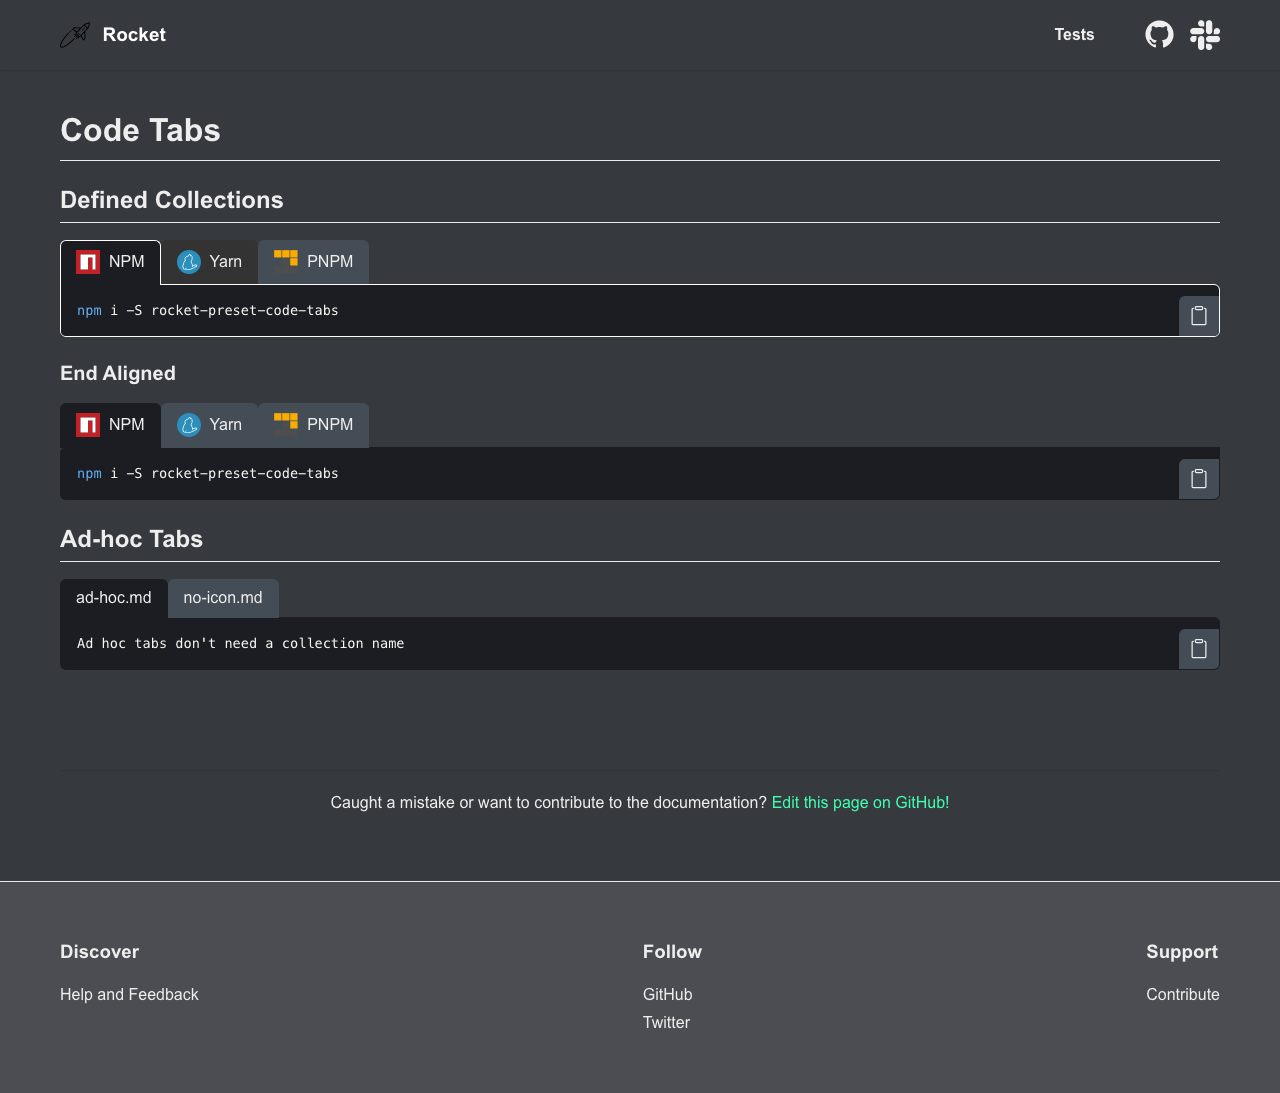 Rocket
Tests
Code Tabs
Defined Collections
NPM Yarn PNPM
npm i -S rocket-preset-code-tabs
End Aligned
NPM Yarn PNPM
npm i -S rocket-preset-code-tabs
Ad-hoc Tabs
ad-hoc.md no-icon.md
Ad hoc tabs don't need a collection name
Caught a mistake or want to contribute to the documentation? Edit this page on GitHub!
Discover
Help and Feedback
Follow
GitHub
Twitter
Support
Contribute